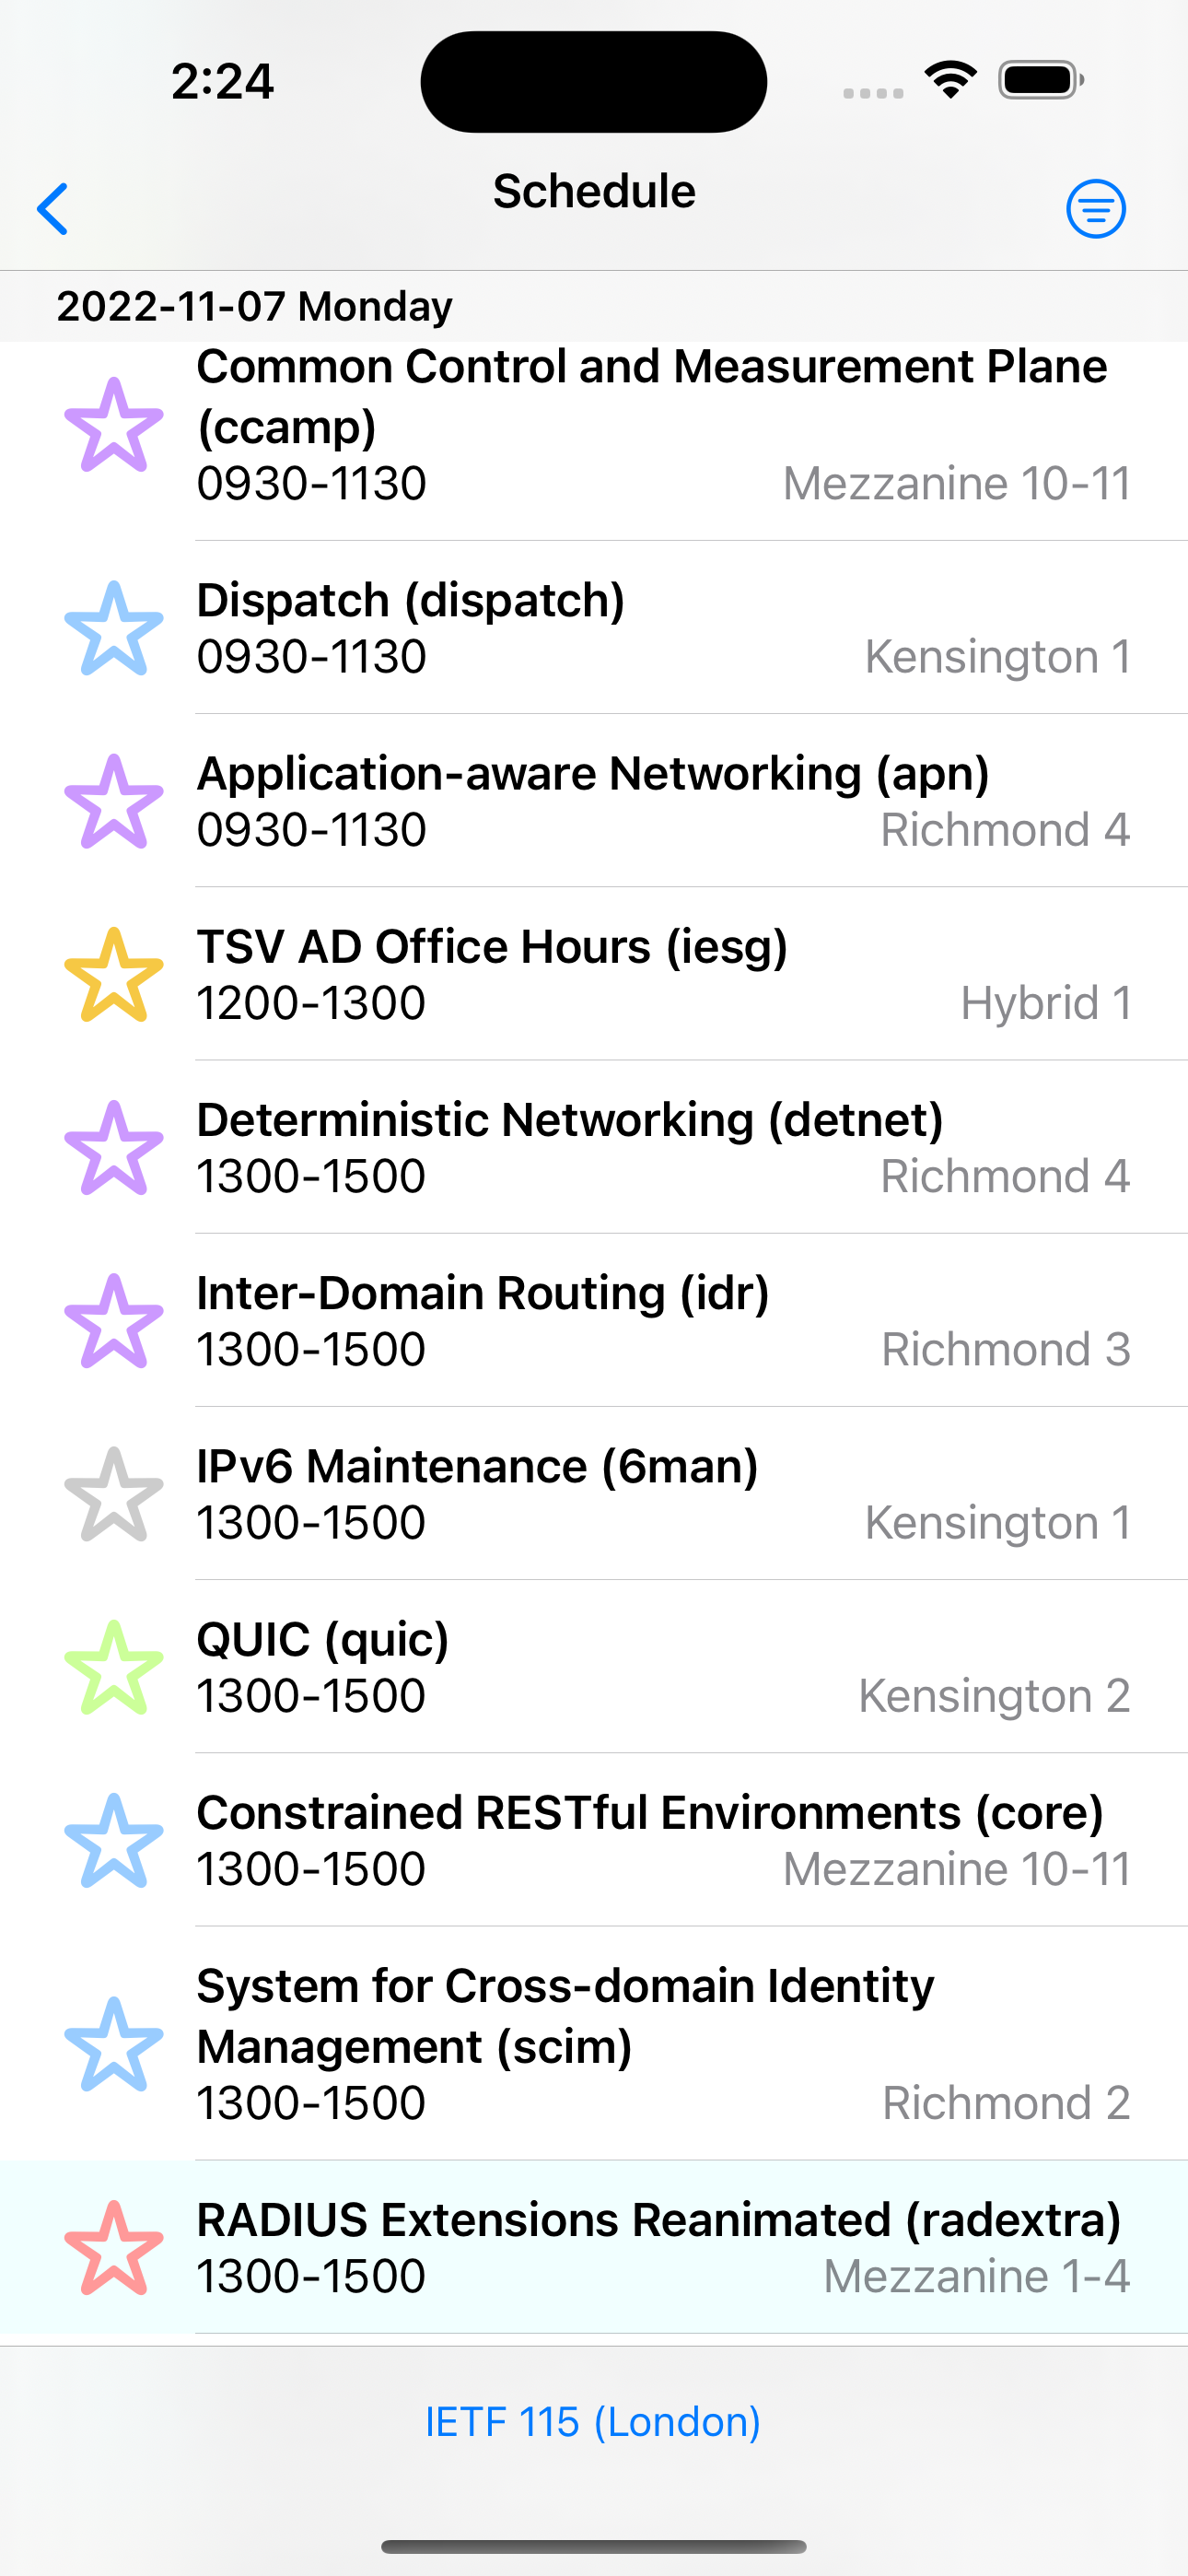 2:24
Schedule
2022-11-07 Monday
Common Control and Measurement Plane
(ccamp)
0930-1130 Mezzanine 10-11
Dispatch (dispatch)
0930-1130 Kensington 1
Application-aware Networking (apn)
0930-1130 Richmond 4
TSV AD Office Hours (iesg)
1200-1300 Hybrid 1
Deterministic Networking (detnet)
1300-1500 Richmond 4
Inter-Domain Routing (idr)
1300-1500 Richmond 3
IPv6 Maintenance (6man)
1300-1500 Kensington 1
QUIC (quic)
1300-1500 Kensington 2
Constrained RESTful Environments (core)
1300-1500 Mezzanine 10-11
System for Cross-domain Identity
Management (scim)
1300-1500 Richmond 2
RADIUS Extensions Reanimated (radextra)
1300-1500 Mezzanine 1-4
IETF 115 (London)